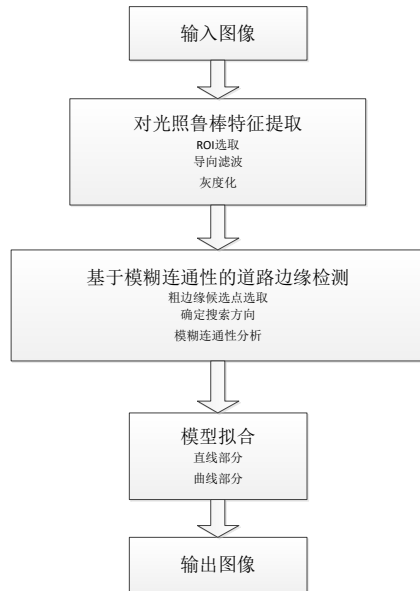 输入图像
对光照鲁棒特征提取
ROI选取
导向滤波
灰度化
基于模糊连通性的道路边缘检测
粗边缘候选点选取
确定搜索方向
模糊连通性分析
模型拟合
直线部分
曲线部分
输出图像